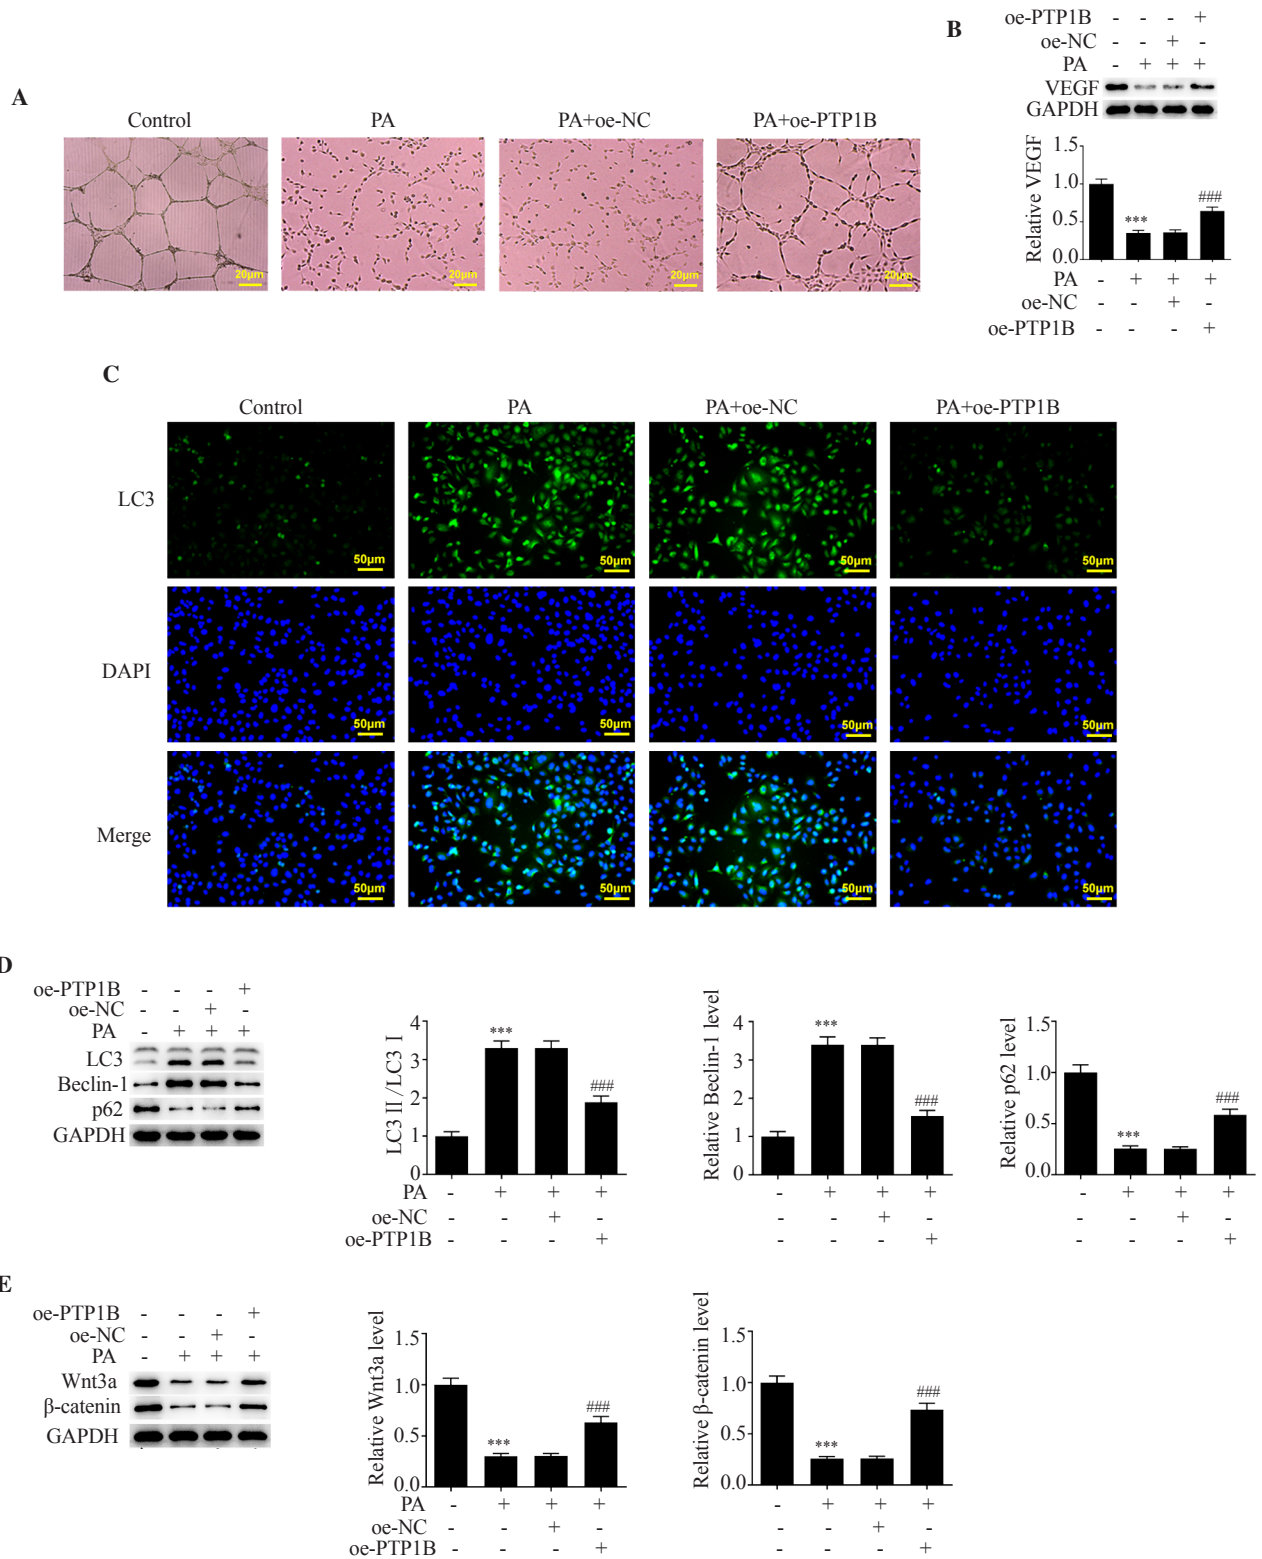 A
Control PA PA+oe-NC PA+oe-PTP1B
20μm 20μm 20μm 20μm
B
oe-PTP1B - - - +
oe-NC - - + -
PA - + + +
VEGF
GAPDH
Relative VEGF
1.5
1.0
0.5
0.0
***
###
PA - + + +
oe-NC - - + -
oe-PTP1B - - - +
C
Control PA PA+oe-NC PA+oe-PTP1B
LC3
50μm 50μm 50μm 50μm
DAPI
50μm 50μm 50μm 50μm
Merge
50μm 50μm 50μm 50μm
D
oe-PTP1B - - - +
oe-NC - - + -
PA - + + +
LC3
Beclin-1
p62
GAPDH
LC3 II /LC3 I
4
3
2
1
0
***
###
PA - + + +
oe-NC - - + -
oe-PTP1B - - - +
Relative Beclin-1 level
4
3
2
1
0
***
###
- + + +
- - + -
- - - +
Relative p62 level
1.5
1.0
0.5
0.0
***
###
- + + +
- - + -
- - - +
E
oe-PTP1B - - - +
oe-NC - - + -
PA - + + +
Wnt3a
β-catenin
GAPDH
Relative Wnt3a level
1.5
1.0
0.5
0.0
***
###
PA - + + +
oe-NC - - + -
oe-PTP1B - - - +
Relative β-catenin level
1.5
1.0
0.5
0.0
***
###
- + + +
- - + -
- - - +